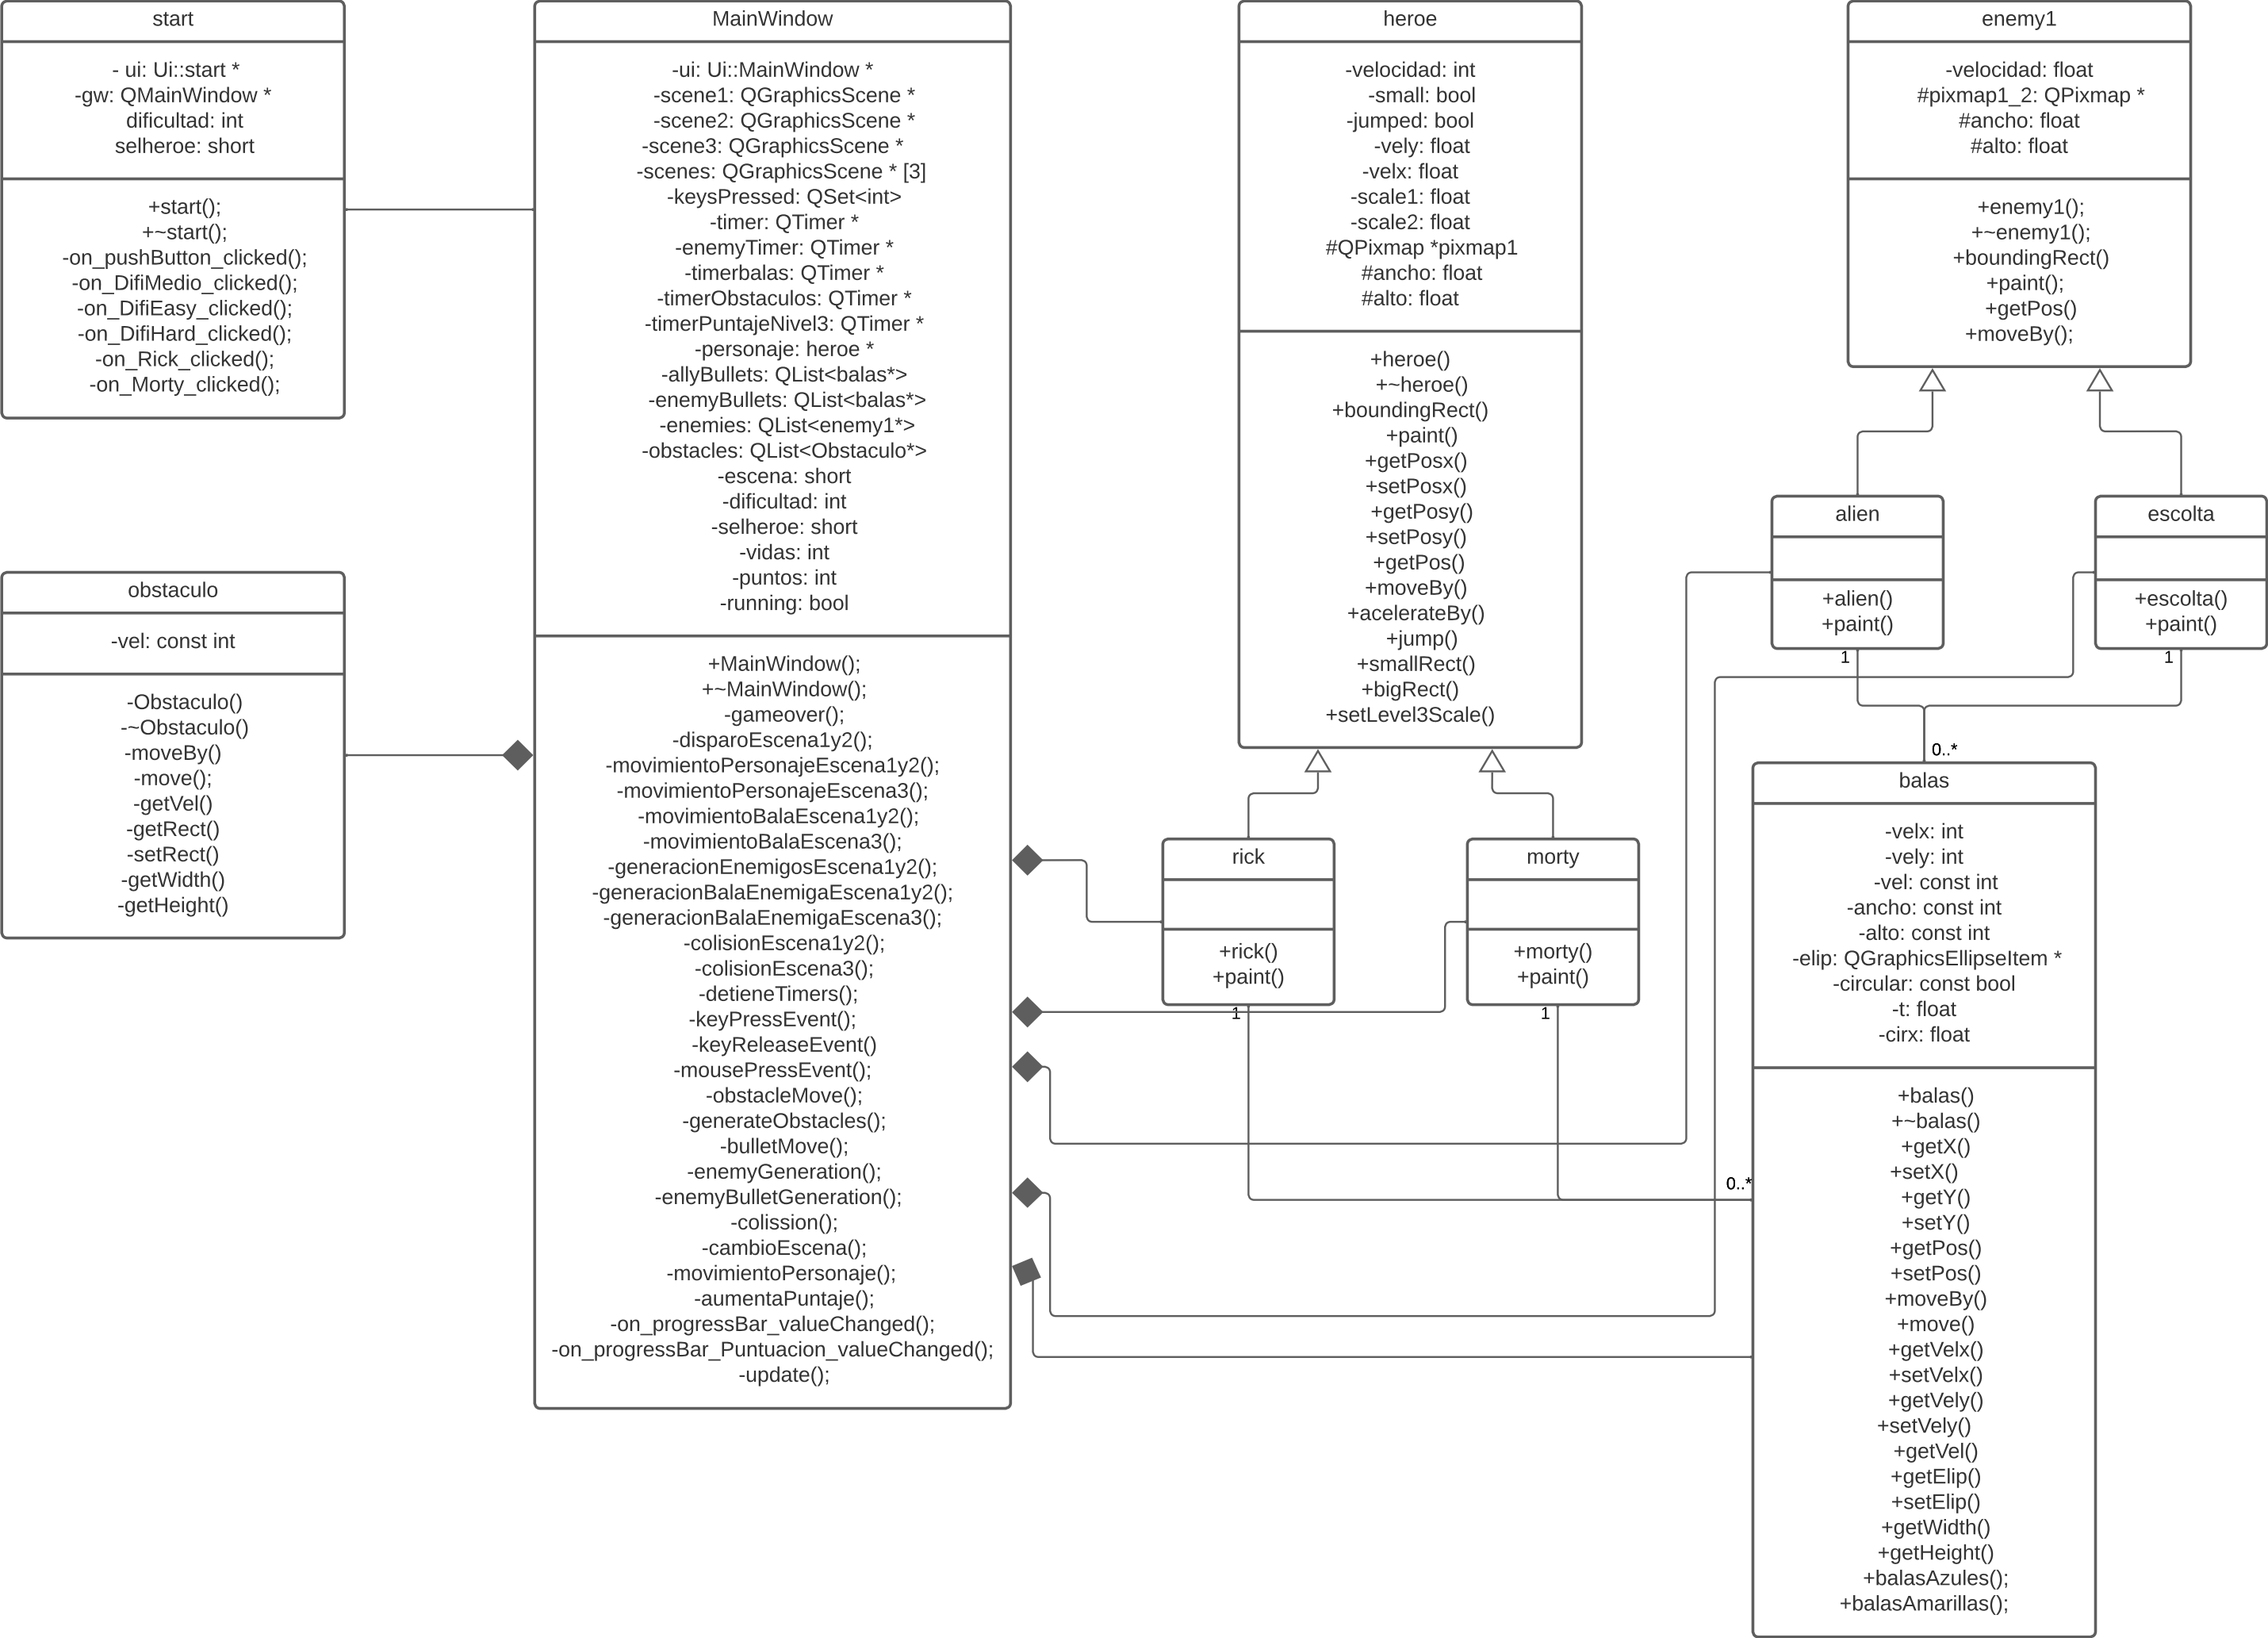 start
- ui: Ui::start *
-gw: QMainWindow *
dificultad: int
selheroe: short
+start();
+~start();
-on_pushButton_clicked();
-on_DifiMedio_clicked();
-on_DifiEasy_clicked();
-on_DifiHard_clicked();
-on_Rick_clicked();
-on_Morty_clicked();
obstaculo
-vel: const int
-Obstaculo()
-~Obstaculo()
-moveBy()
-move();
-getVel()
-getRect()
-setRect()
-getWidth()
-getHeight()
MainWindow
-ui: Ui::MainWindow *
-scene1: QGraphicsScene *
-scene2: QGraphicsScene *
-scene3: QGraphicsScene *
-scenes: QGraphicsScene * [3]
-keysPressed: QSet<int>
-timer: QTimer *
-enemyTimer: QTimer *
-timerbalas: QTimer *
-timerObstaculos: QTimer *
-timerPuntajeNivel3: QTimer *
-personaje: heroe *
-allyBullets: QList<balas*>
-enemyBullets: QList<balas*>
-enemies: QList<enemy1*>
-obstacles: QList<Obstaculo*>
-escena: short
-dificultad: int
-selheroe: short
-vidas: int
-puntos: int
-running: bool
+MainWindow();
+~MainWindow();
-gameover();
-disparoEscena1y2();
-movimientoPersonajeEscena1y2();
-movimientoPersonajeEscena3();
-movimientoBalaEscena1y2();
-movimientoBalaEscena3();
-generacionEnemigosEscena1y2();
-generacionBalaEnemigaEscena1y2();
-generacionBalaEnemigaEscena3();
-colisionEscena1y2();
-colisionEscena3();
-detieneTimers();
-keyPressEvent();
-keyReleaseEvent()
-mousePressEvent();
-obstacleMove();
-generateObstacles();
-bulletMove();
-enemyGeneration();
-enemyBulletGeneration();
-colission();
-cambioEscena();
-movimientoPersonaje();
-aumentaPuntaje();
-on_progressBar_valueChanged();
-on_progressBar_Puntuacion_valueChanged();
-update();
heroe
-velocidad: int
-small: bool
-jumped: bool
-vely: float
-velx: float
-scale1: float
-scale2: float
#QPixmap *pixmap1
#ancho: float
#alto: float
+heroe()
+~heroe()
+boundingRect()
+paint()
+getPosx()
+setPosx()
+getPosy()
+setPosy()
+getPos()
+moveBy()
+acelerateBy()
+jump()
+smallRect()
+bigRect()
+setLevel3Scale()
rick
+rick()
+paint()
1
morty
+morty()
+paint()
1
enemy1
-velocidad: float
#pixmap1_2: QPixmap *
#ancho: float
#alto: float
+enemy1();
+~enemy1();
+boundingRect()
+paint();
+getPos()
+moveBy();
alien
+alien()
+paint()
1
escolta
+escolta()
+paint()
1
0..*
balas
-velx: int
-vely: int
-vel: const int
-ancho: const int
-alto: const int
-elip: QGraphicsEllipseItem *
-circular: const bool
-t: float
-cirx: float
0..*
+balas()
+~balas()
+getX()
+setX()
+getY()
+setY()
+getPos()
+setPos()
+moveBy()
+move()
+getVelx()
+setVelx()
+getVely()
+setVely()
+getVel()
+getElip()
+setElip()
+getWidth()
+getHeight()
+balasAzules();
+balasAmarillas();